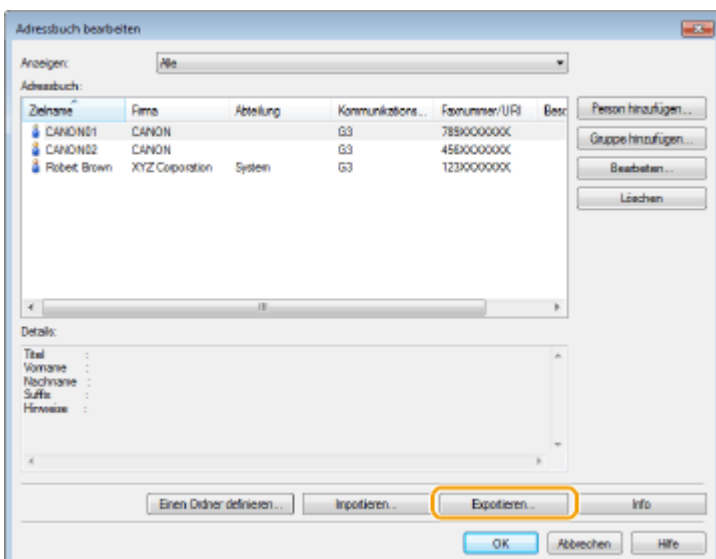 Adressbuch bearbeiten
Anzeigen: Alle
Adressbuch:
Zielname Firma Abteilung Kommunikations... Faxnummer/URI Besc
CANON01 CANON G3 789XXXXXXX
CANON02 CANON G3 456XXXXXXX
Robert Brown XYZ Corporation System G3 123XXXXXXX
Person hinzufügen...
Gruppe hinzufügen...
Bearbeiten...
Löschen
Details:
Titel :
Vorname :
Nachname :
Suffix :
Hinweise :
Einen Ordner definieren... Importieren... Exportieren... Info
OK Abbrechen Hilfe